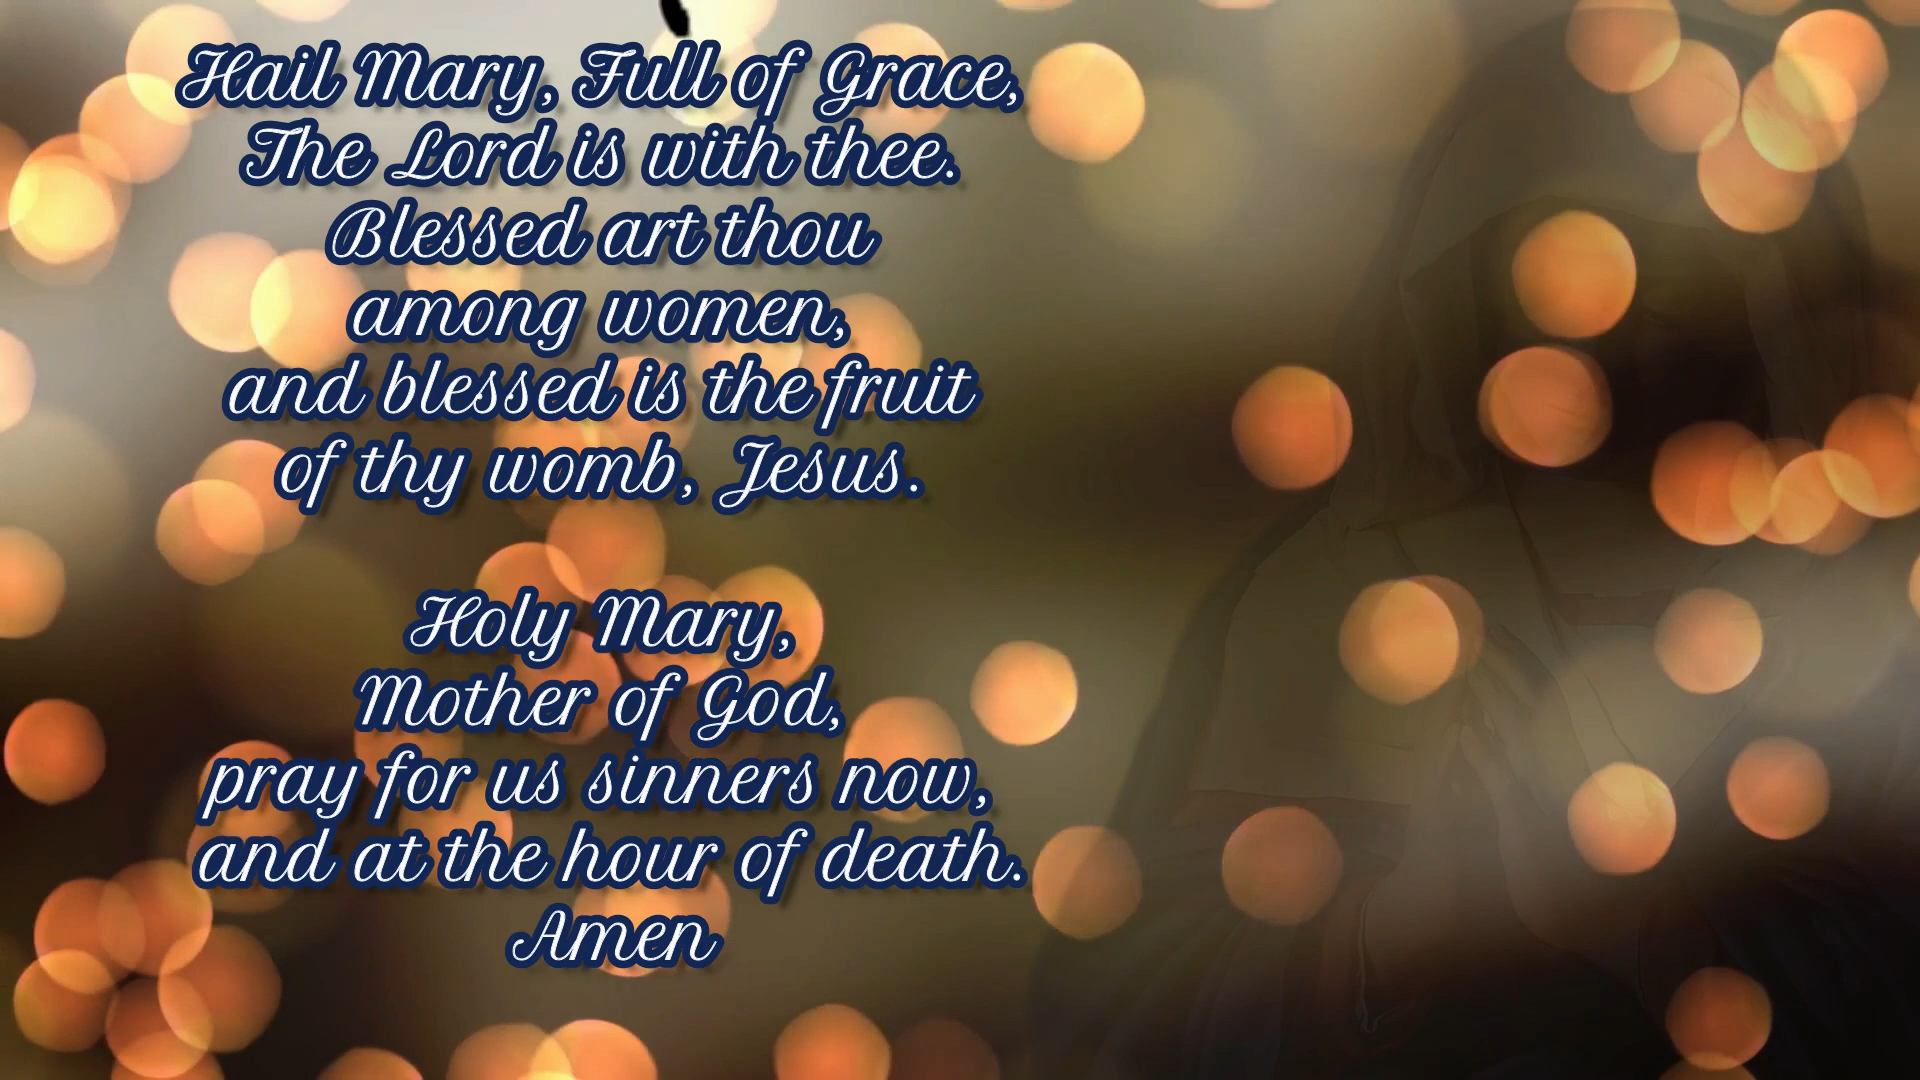 Hail Mary, Full of Grace,
The Lord is with thee.
Blessed art thou
among women,
and blessed is the fruit
of thy womb, Jesus.
Holy Mary,
Mother of God,
pray for us sinners now,
and at the hour of death.
Amen